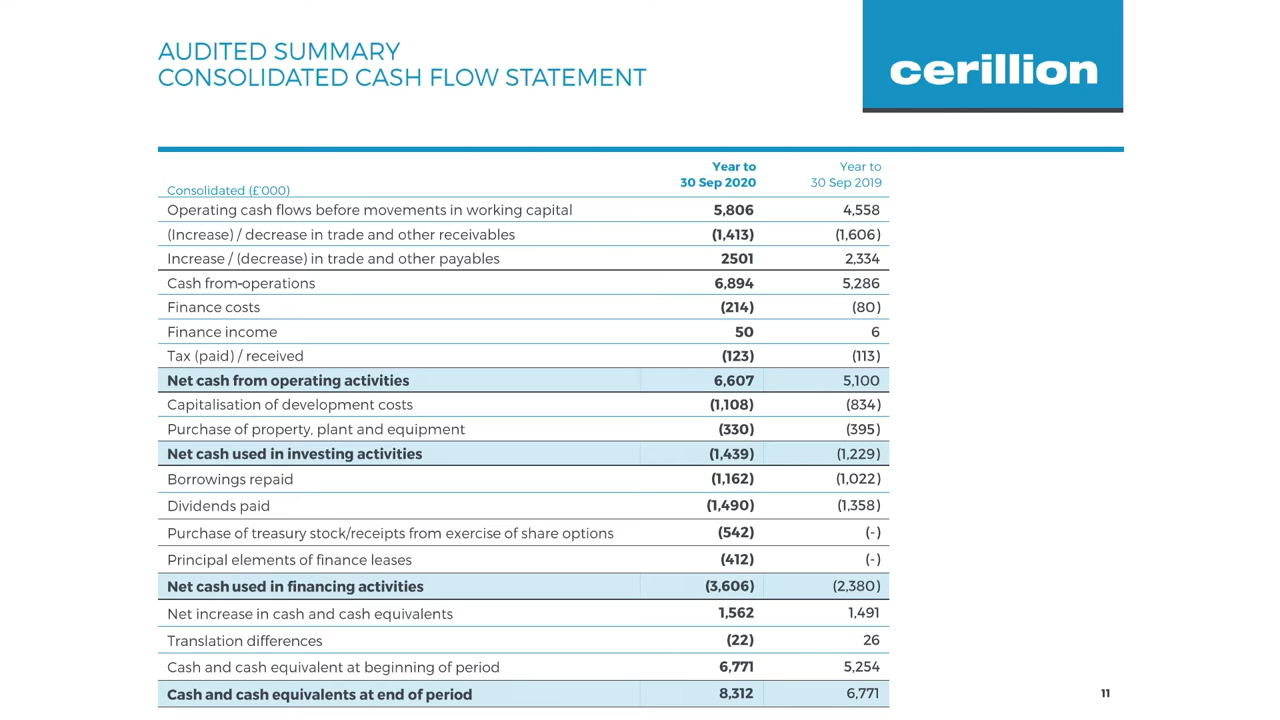 AUDITED SUMMARY
CONSOLIDATED CASH FLOW STATEMENT
cerillion
Consolidated (£'000) Year to 30 Sep 2020 Year to 30 Sep 2019
Operating cash flows before movements in working capital 5,806 4,558
(Increase) / decrease in trade and other receivables (1,413) (1,606)
Increase / (decrease) in trade and other payables 2501 2,334
Cash from-operations 6,894 5,286
Finance costs (214) (80)
Finance income 50 6
Tax (paid) / received (123) (113)
Net cash from operating activities 6,607 5,100
Capitalisation of development costs (1,108) (834)
Purchase of property, plant and equipment (330) (395)
Net cash used in investing activities (1,439) (1,229)
Borrowings repaid (1,162) (1,022)
Dividends paid (1,490) (1,358)
Purchase of treasury stock/receipts from exercise of share options (542) (-)
Principal elements of finance leases (412) (-)
Net cash used in financing activities (3,606) (2,380)
Net increase in cash and cash equivalents 1,562 1,491
Translation differences (22) 26
Cash and cash equivalent at beginning of period 6,771 5,254
Cash and cash equivalents at end of period 8,312 6,771
11